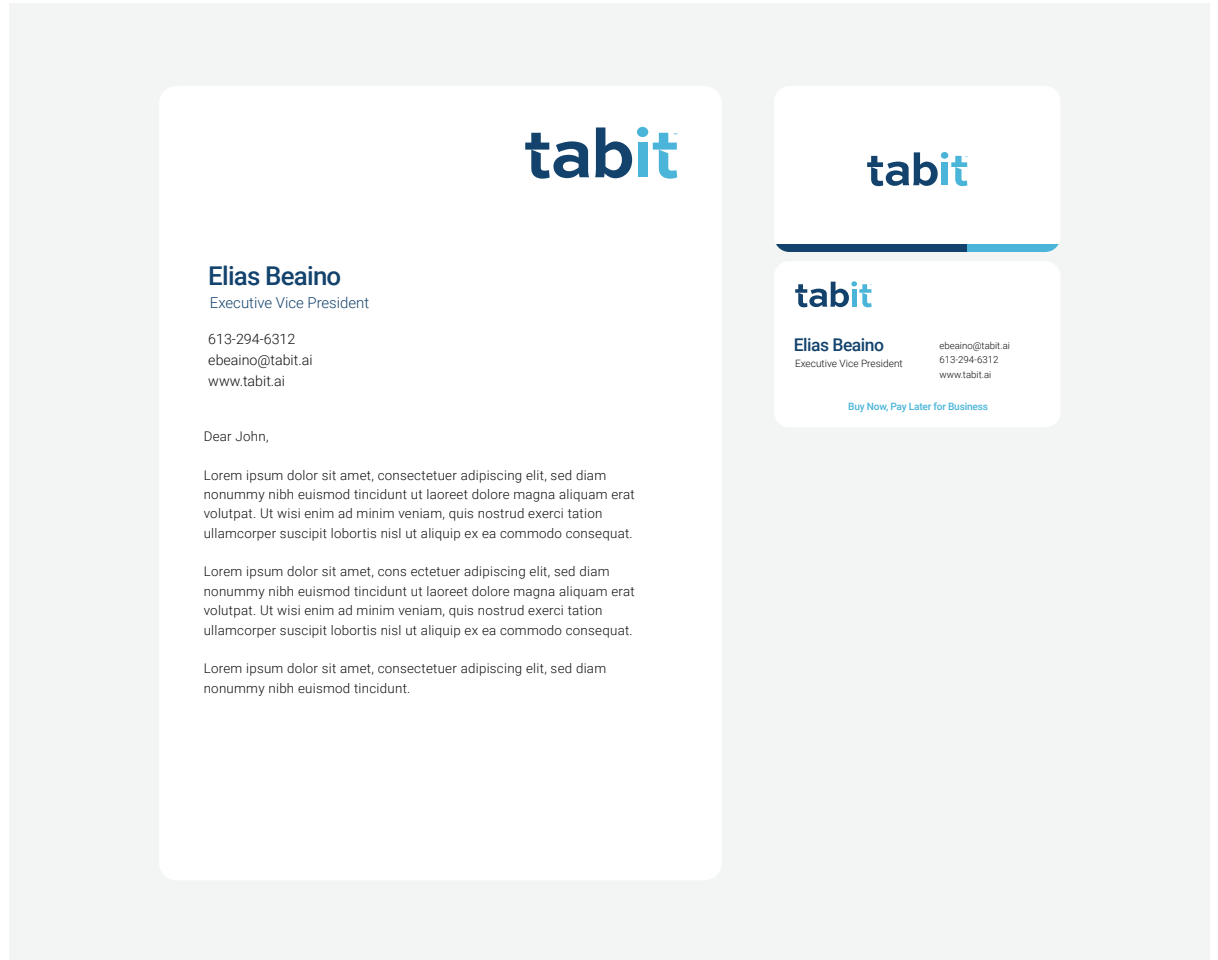 tabit
Elias Beaino
Executive Vice President
613-294-6312
ebeaino@tabit.ai
www.tabit.ai
Dear John,
Lorem ipsum dolor sit amet, consectetuer adipiscing elit, sed diam
nonummy nibh euismod tincidunt ut laoreet dolore magna aliquam erat
volutpat. Ut wisi enim ad minim veniam, quis nostrud exerci tation
ullamcorper suscipit lobortis nisl ut aliquip ex ea commodo consequat.
Lorem ipsum dolor sit amet, cons ectetuer adipiscing elit, sed diam
nonummy nibh euismod tincidunt ut laoreet dolore magna aliquam erat
volutpat. Ut wisi enim ad minim veniam, quis nostrud exerci tation
ullamcorper suscipit lobortis nisl ut aliquip ex ea commodo consequat.
Lorem ipsum dolor sit amet, consectetuer adipiscing elit, sed diam
nonummy nibh euismod tincidunt.
tabit
tabit
Elias Beaino
Executive Vice President
ebeaino@tabit.ai
613-294-6312
www.tabit.ai
Buy Now, Pay Later for Business